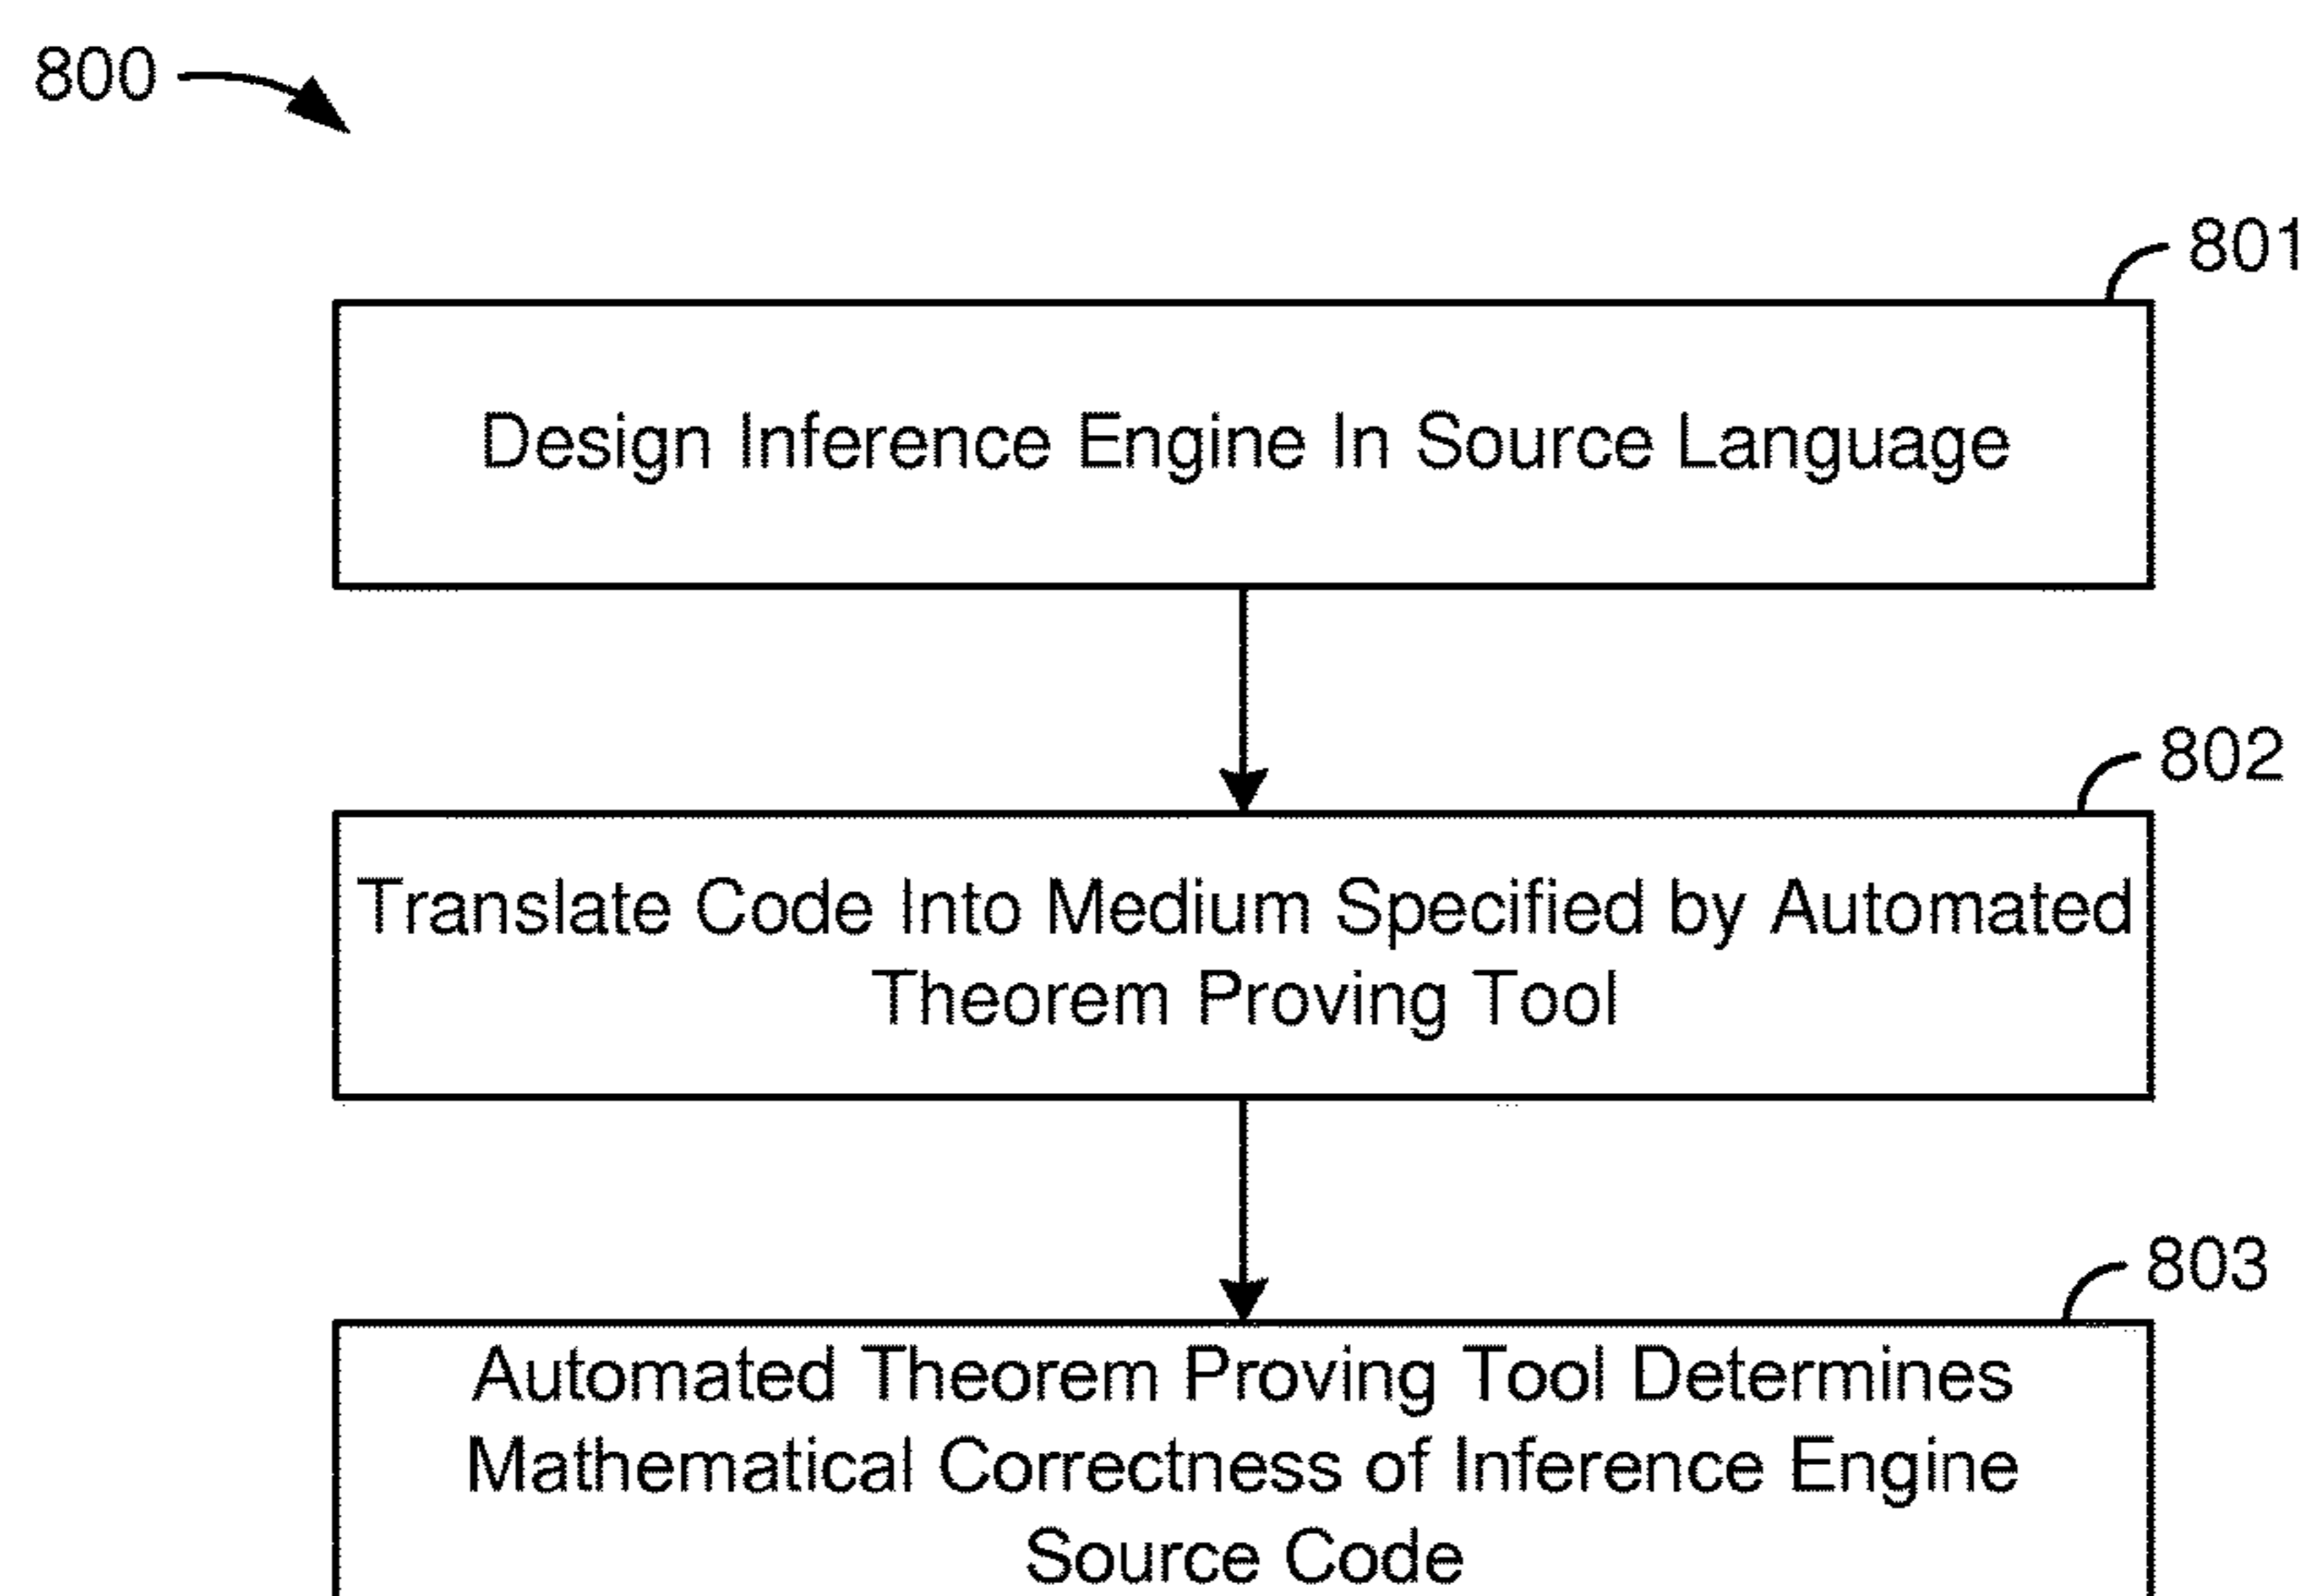 800
801
Design Inference Engine In Source Language
802
Translate Code Into Medium Specified by Automated
Theorem Proving Tool
803
Automated Theorem Proving Tool Determines
Mathematical Correctness of Inference Engine
Source Code